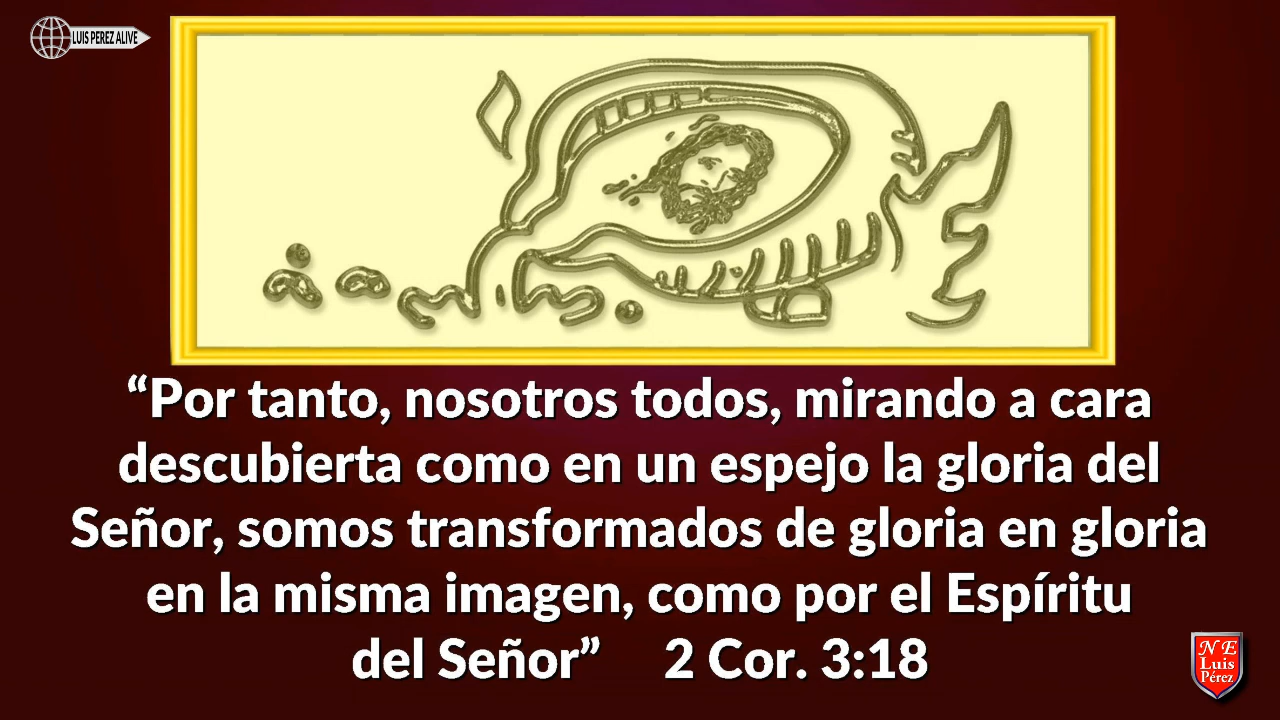 LUIS PEREZ ALIVE
“Por tanto, nosotros todos, mirando a cara
descubierta como en un espejo la gloria del
Señor, somos transformados de gloria en gloria
en la misma imagen, como por el Espíritu
del Señor” 2 Cor. 3:18
N E
Luis
Pérez